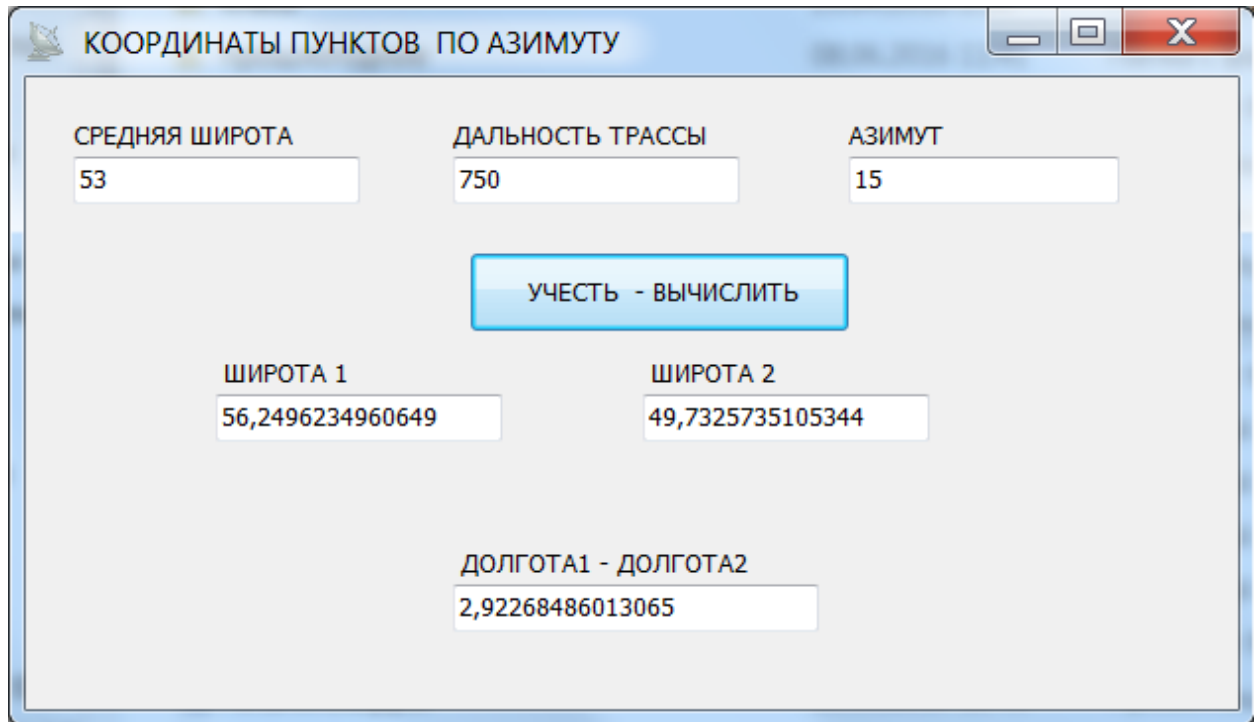 КООРДИНАТЫ ПУНКТОВ ПО АЗИМУТУ
СРЕДНЯЯ ШИРОТА ДАЛЬНОСТЬ ТРАССЫ АЗИМУТ
53 750 15
УЧЕСТЬ - ВЫЧИСЛИТЬ
ШИРОТА 1 ШИРОТА 2
56,2496234960649 49,7325735105344
ДОЛГОТА1 - ДОЛГОТА2
2,92268486013065